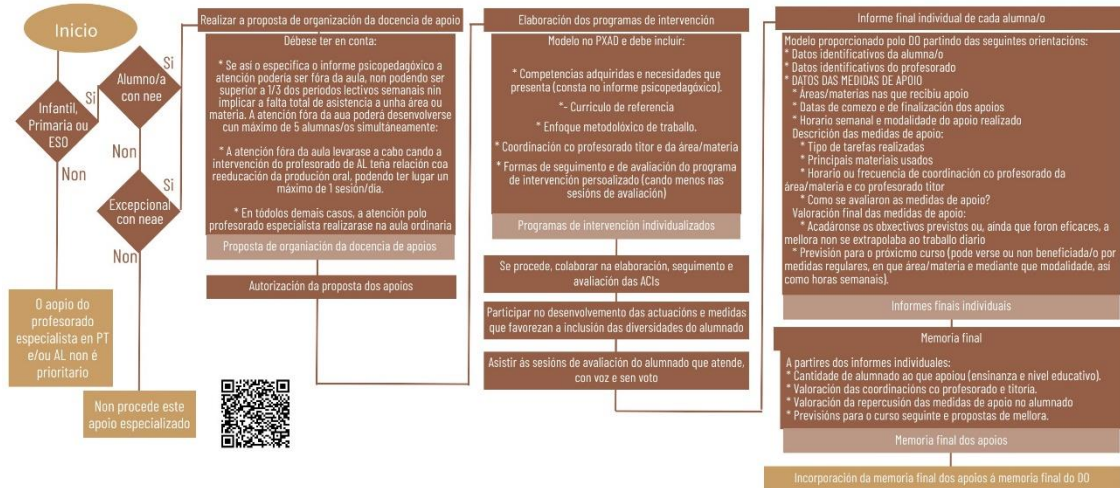 Inicio
Si
Alumno/a
con nee
Si
Infantil,
Primaria ou
ESO
Non
Non
Si
Excepcional
con neae
Non
O aopio do
profesorado
especialista en PT
e/ou AL non é
prioritario
Non procede este
apoio especializado
Realizar a proposta de organización da docencia de apoio
Débese ter en conta:
* Se así o especifica o informe psicopedagóxico a
atención podería ser fóra da aula, non podendo ser
superior a 1/3 dos períodos lectivos semanais nin
implicar a falta total de asistencia a unha área ou
materia. A atención fóra da aua poderá desenvolverse
cun máximo de 5 alumnas/os simultáneamente:
* A atención fóra da aula levarase a cabo cando a
intervención do profesorado de AL teña relación coa
reeducación da produción oral, podendo ter lugar un
máximo de 1 sesión/día.
* En tódolos demais casos, a atención polo
profesorado especialista realizarase na aula ordinaria
Proposta de organiación da docencia de apoios
Autorización da proposta dos apoios
Elaboración dos programas de intervención
Modelo no PXAD e debe incluir:
* Competencias adquiridas e necesidades que
presenta (consta no informe psicopedagóxico).
*- Curriculo de referencia
* Enfoque metodolóxico de traballo.
* Coordinación co profesorado titor e da área/materia
* Formas de seguimento e de avaliación do programa
de intervención persoalizado (cando menos nas
sesións de avaliación)
Programas de intervención individualizados
Se procede, colaborar na elaboración, seguimento e
avaliación das ACIs
Participar no desenvolvemento das actuacións e medidas
que favorezan a inclusión das diversidades do alumnado
Asistir ás sesións de avaliación do alumnado que atende,
con voz e sen voto
Informe final individual de cada alumna/o
Modelo proporcionado polo DO partindo das seguintes orientacións:
* Datos identificativos da alumna/o
* Datos identificativos do profesorado
* DATOS DAS MEDIDAS DE APOIO
* Áreas/materias nas que recibiu apoio
* Datas de comezo e de finalización dos apoios
* Horario semanal e modalidade do apoio realizado
Descrición das medidas de apoio:
* Tipo de tarefas realizadas
* Principais materiais usados
* Horario ou frecuencia de coordinación co profesorado da
área/materia e co profesorado titor
* Como se avaliaron as medidas de apoio?
Valoración final das medidas de apoio:
* Acadáronse os obxectivos previstos ou, aínda que foron eficaces, a
mellora non se extrapolaba ao traballo diario
* Previsión para o próxicmo curso (pode verse ou non beneficiada/o por
medidas regulares, en que área/materia e mediante que modalidade, así
como horas semanais).
Informes finais individuais
Memoria final
A partires dos informes individuais:
* Cantidade de alumnado ao que apoiou (ensinanza e nivel educativo).
* Valoración das coordinacións co profesorado e titoria.
* Valoración da repercusión das medidas de apoio no alumnado
* Previsións para o curso seguinte e propostas de mellora.
Memoria final dos apoios
Incorporación da memoria final dos apoios á memoria final do DO